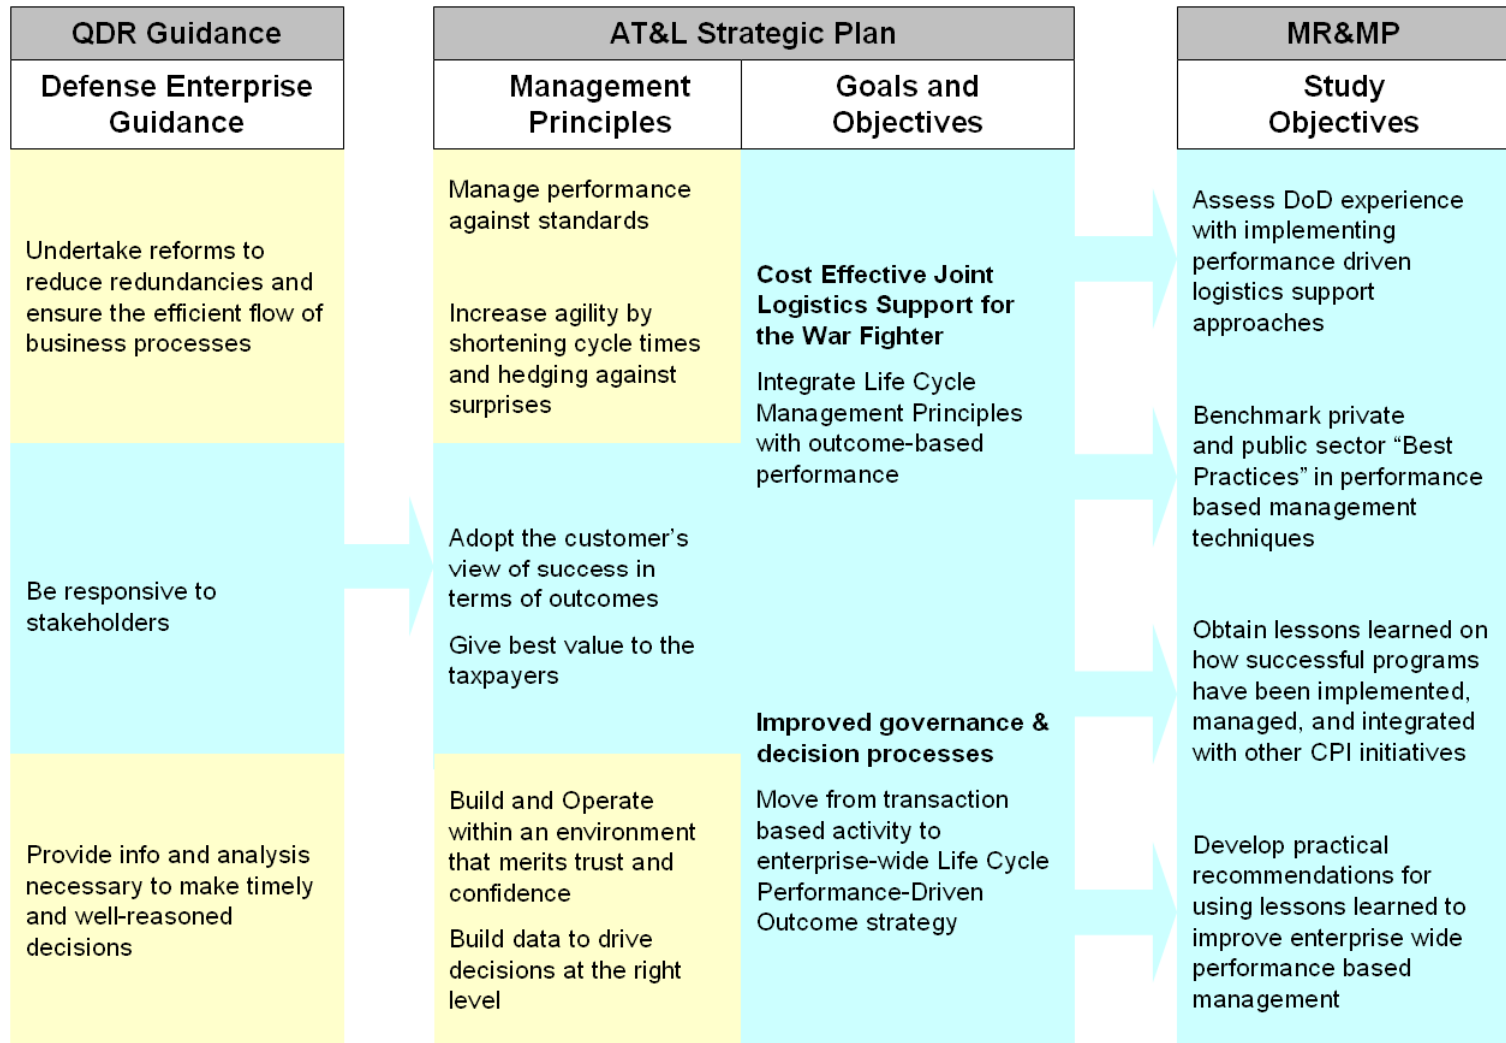 QDR Guidance
Defense Enterprise
Guidance
Undertake reforms to
reduce redundancies and
ensure the efficient flow of
business processes
Be responsive to
stakeholders
Provide info and analysis
necessary to make timely
and well-reasoned
decisions
AT&L Strategic Plan
Management
Principles
Manage performance
against standards
Increase agility by
shortening cycle times
and hedging against
surprises
Adopt the customer’s
view of success in
terms of outcomes
Give best value to the
taxpayers
Build and Operate
within an environment
that merits trust and
confidence
Build data to drive
decisions at the right
level
Goals and
Objectives
Cost Effective Joint
Logistics Support for
the War Fighter
Integrate Life Cycle
Management Principles
with outcome-based
performance
Improved governance &
decision processes
Move from transaction
based activity to
enterprise-wide Life Cycle
Performance-Driven
Outcome strategy
MR&MP
Study
Objectives
Assess DoD experience
with implementing
performance driven
logistics support
approaches
Benchmark private
and public sector “Best
Practices” in performance
based management
techniques
Obtain lessons learned on
how successful programs
have been implemented,
managed, and integrated
with other CPI initiatives
Develop practical
recommendations for
using lessons learned to
improve enterprise wide
performance based
management